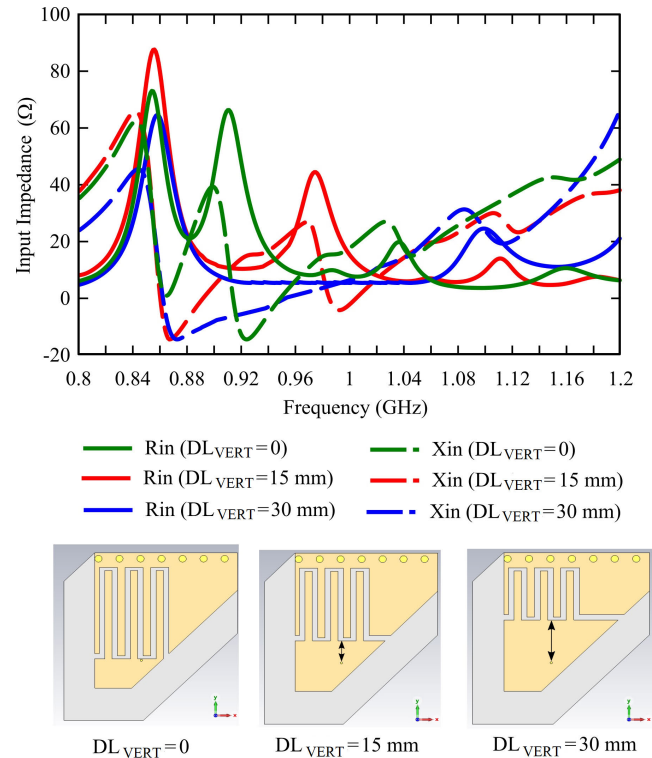 100
80
60
40
20
0
-20
Input Impedance (Ω)
0.8 0.84 0.88 0.92 0.96 1 1.04 1.08 1.12 1.16 1.2
Frequency (GHz)
Rin (DLVERT=0) Xin (DLVERT=0)
Rin (DLVERT=15 mm) Xin (DLVERT=15 mm)
Rin (DLVERT=30 mm) Xin (DLVERT=30 mm)
y x y x y x
DLVERT=0 DLVERT=15 mm DLVERT=30 mm